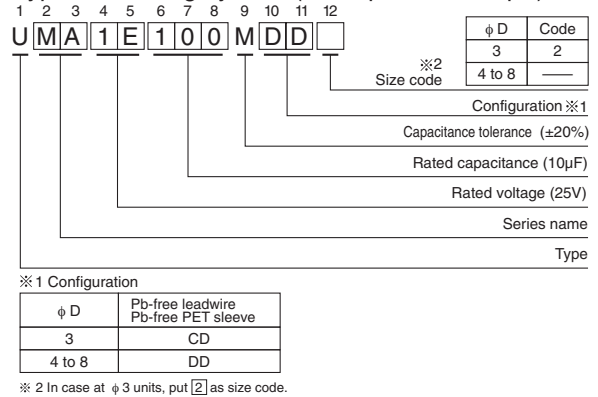 1 2 3 4 5 6 7 8 9 10 11 12
U M A 1 E 1 0 0 M D D
φ D Code
3 2
4 to 8 ——
※2
Size code
Configuration ※1
Capacitance tolerance (±20%)
Rated capacitance (10µF)
Rated voltage (25V)
Series name
Type
※1 Configuration
φ D Pb-free leadwire
Pb-free PET sleeve
3 CD
4 to 8 DD
※ 2 In case at φ 3 units, put 2 as size code.